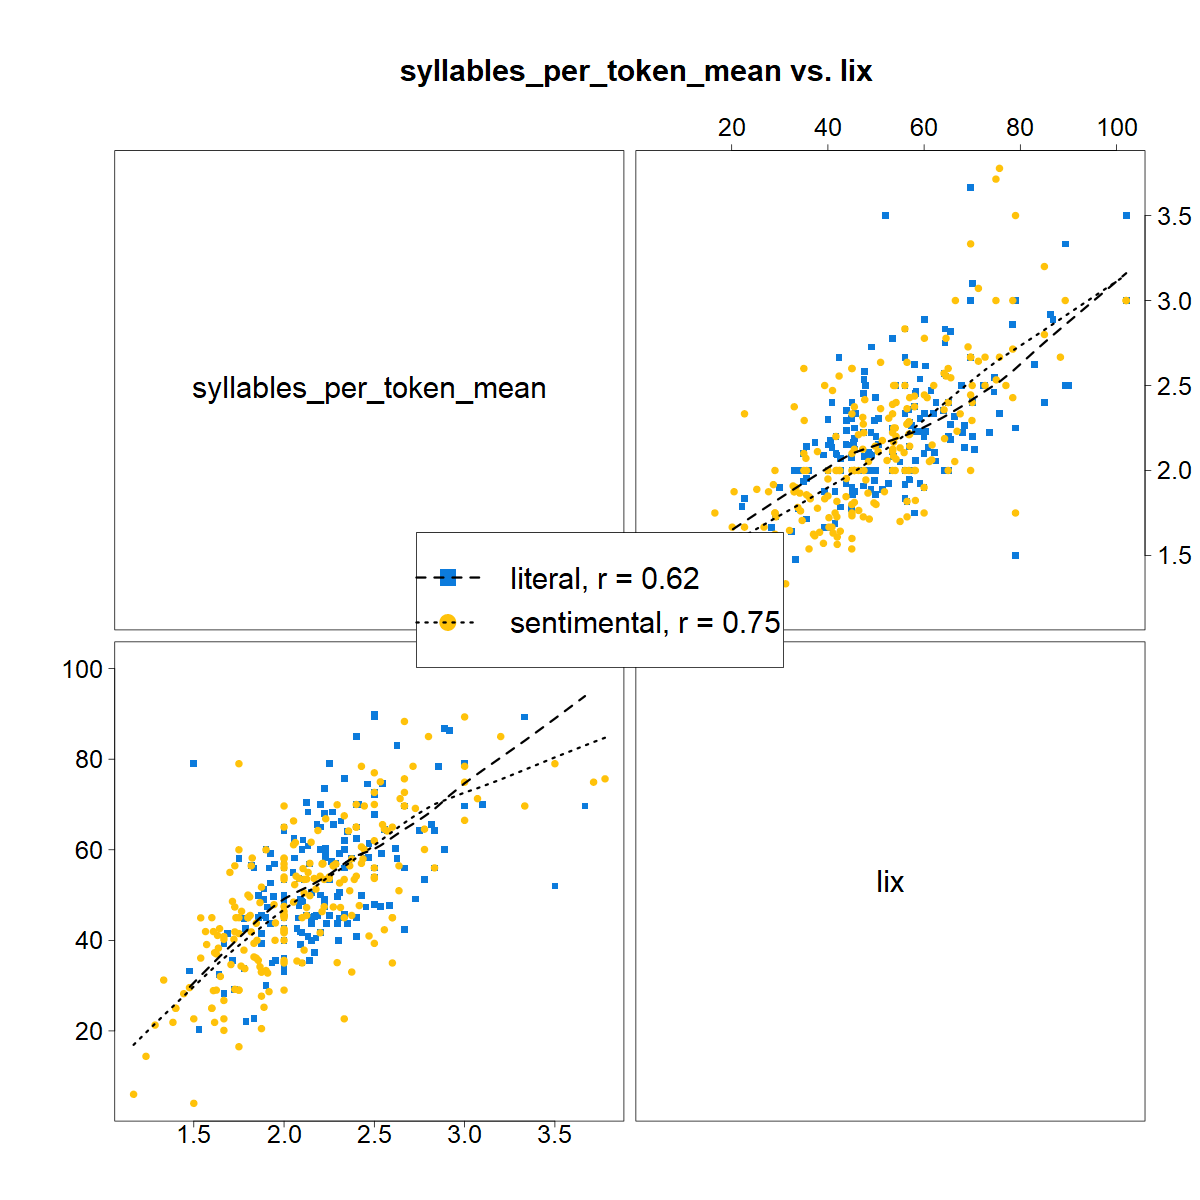 syllables_per_token_mean vs. lix
20 40 60 80 100
syllables_per_token_mean
3.5
3.0
2.5
2.0
1.5
literal, r = 0.62
sentimental, r = 0.75
100
80
60
40
20
lix
1.5 2.0 2.5 3.0 3.5